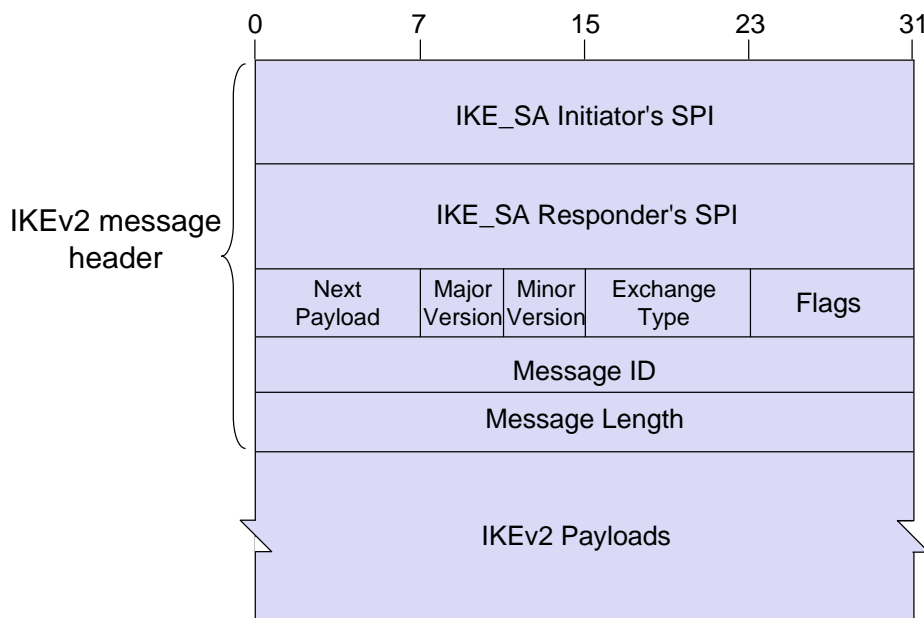 0 7 15 23 31
IKE_SA Initiator's SPI
IKE_SA Responder's SPI
IKEv2 message
header
Next
Payload
Major
Version
Minor
Version
Exchange
Type
Flags
Message ID
Message Length
IKEv2 Payloads